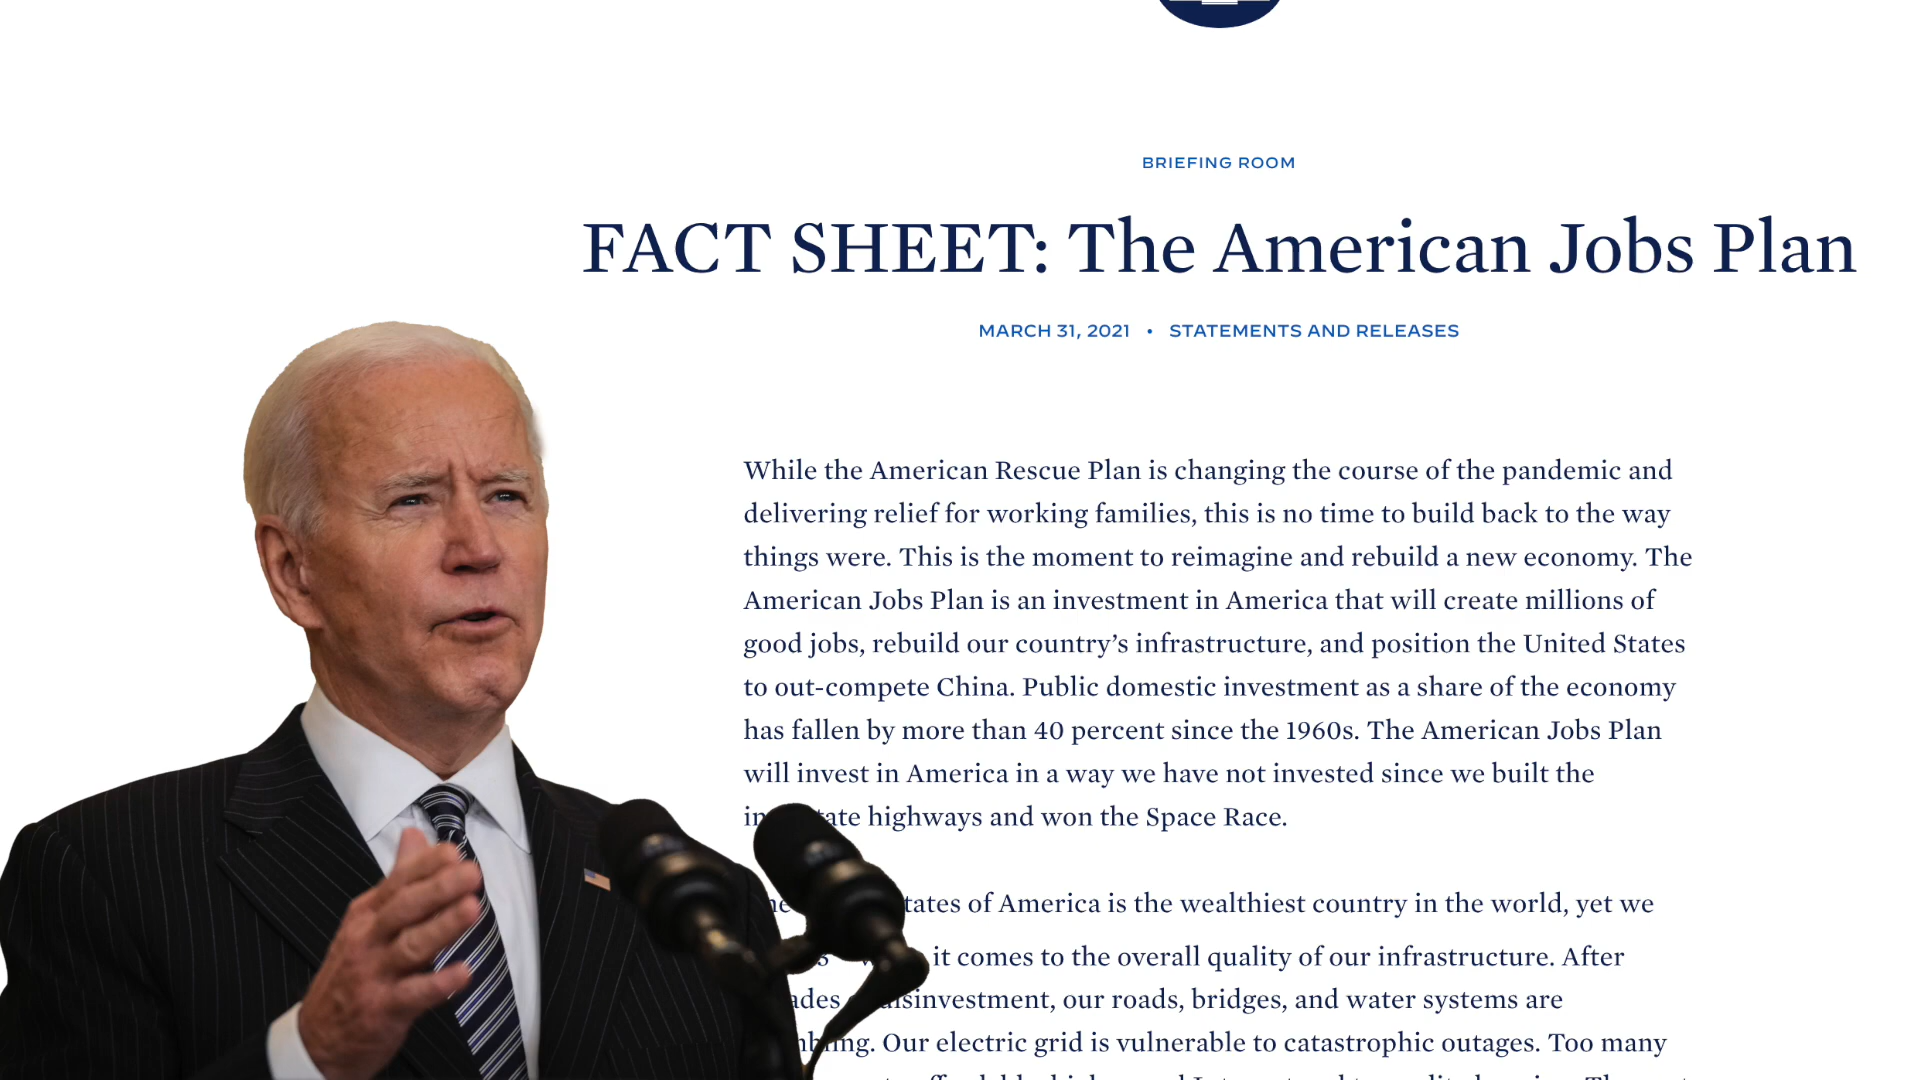 BRIEFING ROOM
FACT SHEET: The American Jobs Plan
MARCH 31, 2021 • STATEMENTS AND RELEASES
While the American Rescue Plan is changing the course of the pandemic and
delivering relief for working families, this is no time to build back to the way
things were. This is the moment to reimagine and rebuild a new economy. The
American Jobs Plan is an investment in America that will create millions of
good jobs, rebuild our country’s infrastructure, and position the United States
to out-compete China. Public domestic investment as a share of the economy
has fallen by more than 40 percent since the 1960s. The American Jobs Plan
will invest in America in a way we have not invested since we built the
highways and won the Space Race.
of America is the wealthiest country in the world, yet we
it comes to the overall quality of our infrastructure. After
our roads, bridges, and water systems are
Our electric grid is vulnerable to catastrophic outages. Too many